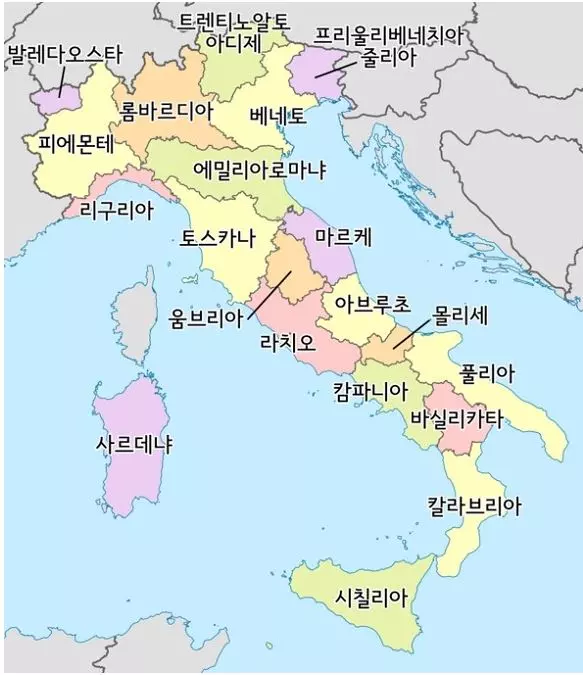 트렌티노알토
아디제
프리울리베네치아
줄리아
발레다오스타
롬바르디아
베네토
피에몬테
에밀리아로마냐
리구리아
토스카나
마르케
움브리아
아브루초
몰리세
라치오
풀리아
캄파니아
바실리카타
사르데냐
칼라브리아
시칠리아